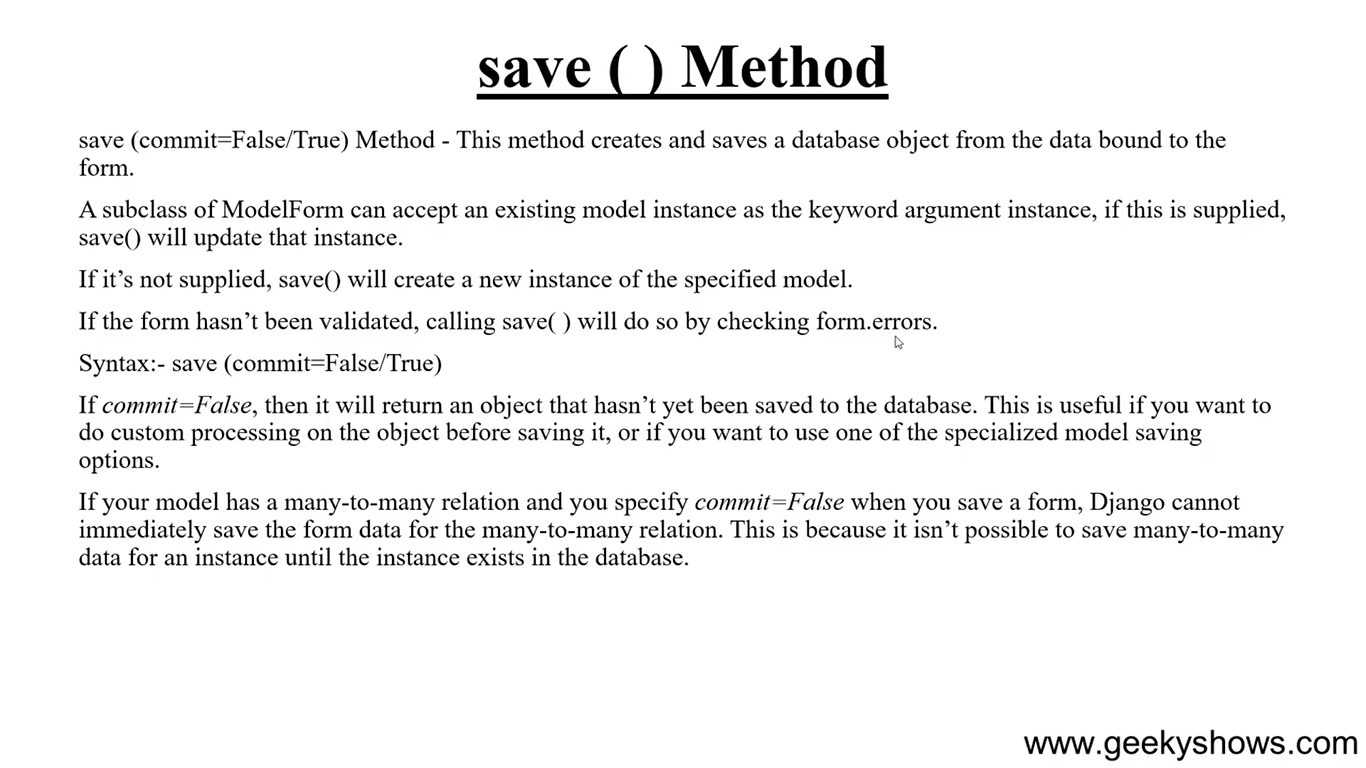 save ( ) Method
save (commit=False/True) Method - This method creates and saves a database object from the data bound to the
form.
A subclass of ModelForm can accept an existing model instance as the keyword argument instance, if this is supplied,
save() will update that instance.
If it’s not supplied, save() will create a new instance of the specified model.
If the form hasn’t been validated, calling save( ) will do so by checking form.errors.
Syntax:- save (commit=False/True)
If commit=False, then it will return an object that hasn’t yet been saved to the database. This is useful if you want to
do custom processing on the object before saving it, or if you want to use one of the specialized model saving
options.
If your model has a many-to-many relation and you specify commit=False when you save a form, Django cannot
immediately save the form data for the many-to-many relation. This is because it isn’t possible to save many-to-many
data for an instance until the instance exists in the database.
www.geekyshows.com